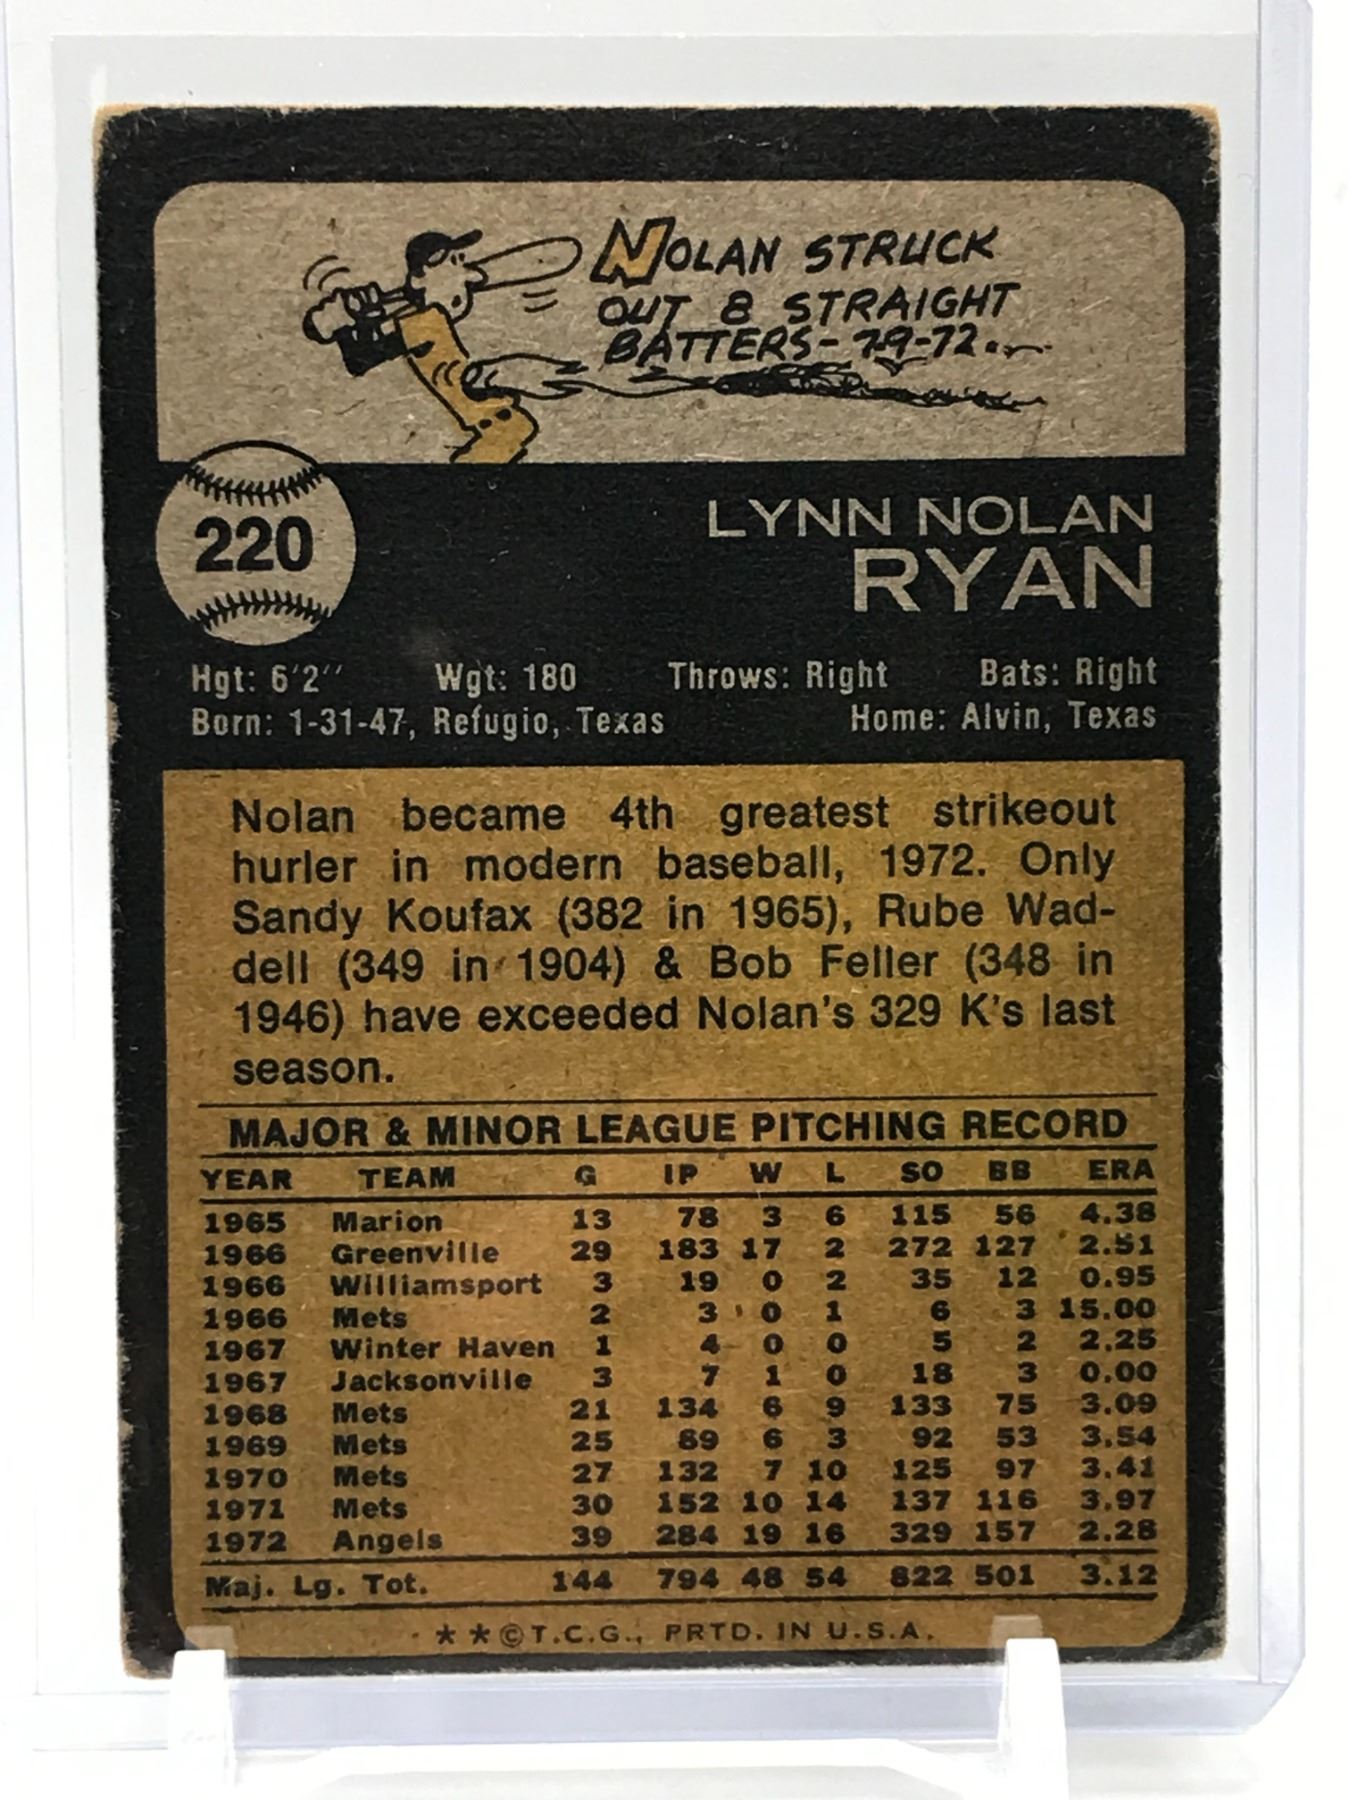 NOLAN STRUCK
OUT 8 STRAIGHT
BATTERS-7-9-72.
220
LYNN NOLAN
RYAN
Hgt: 6'2'' Wgt: 180 Throws: Right Bats: Right
Born: 1-31-47, Refugio, Texas Home: Alvin, Texas
Nolan became 4th greatest strikeout
hurler in modern baseball, 1972. Only
Sandy Koufax (382 in 1965), Rube Wad-
dell (349 in 1904) & Bob Feller (348 in
1946) have exceeded Nolan's 329 K's last
season.
MAJOR & MINOR LEAGUE PITCHING RECORD
YEAR TEAM G IP W L SO BB ERA
1965 Marion 13 78 3 6 115 56 4.38
1966 Greenville 29 183 17 2 272 127 2.51
1966 Williamsport 3 19 0 2 35 12 0.95
1966 Mets 2 3 0 1 6 3 15.00
1967 Winter Haven 1 4 0 0 5 2 2.25
1967 Jacksonville 3 7 1 0 18 3 0.00
1968 Mets 21 134 6 9 133 75 3.09
1969 Mets 25 89 6 3 92 53 3.54
1970 Mets 27 132 7 10 125 97 3.41
1971 Mets 30 152 10 14 137 116 3.97
1972 Angels 39 284 19 16 329 157 2.28
Maj. Lg. Tot. 144 794 48 54 822 501 3.12
* * © T.C.G., PRTD. IN U.S.A.